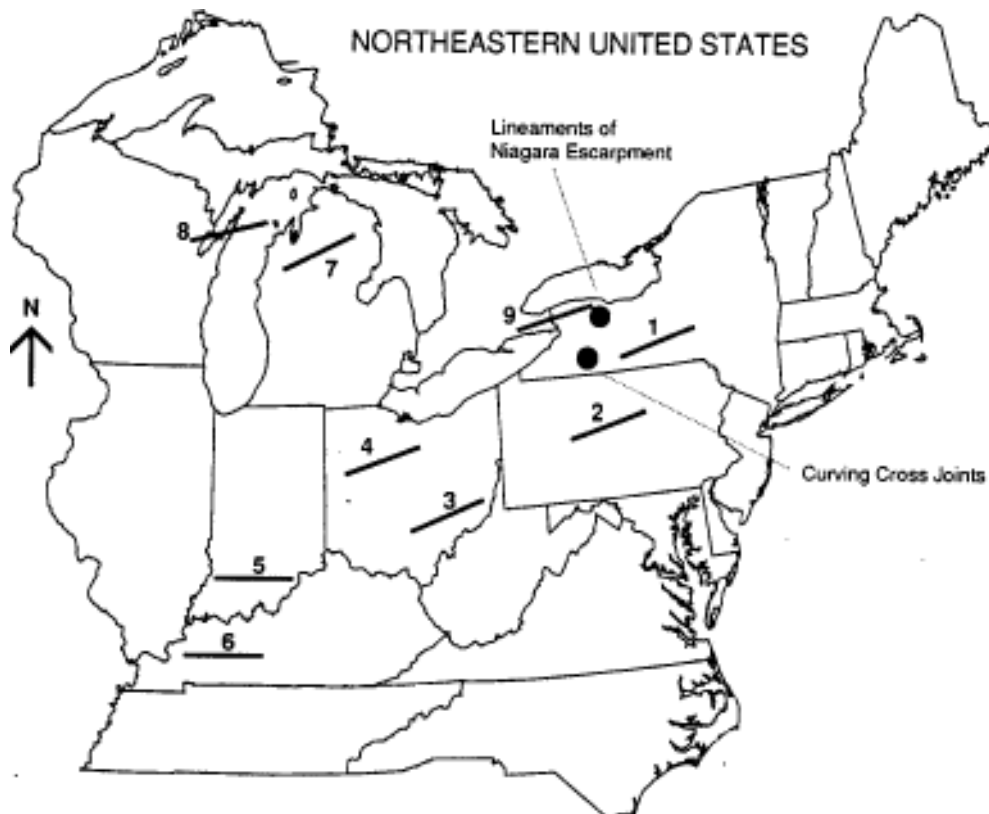 NORTHEASTERN UNITED STATES
Lineaments of
Niagara Escarpment
8
7
N
9
1
2
4
Curving Cross Joints
3
5
6